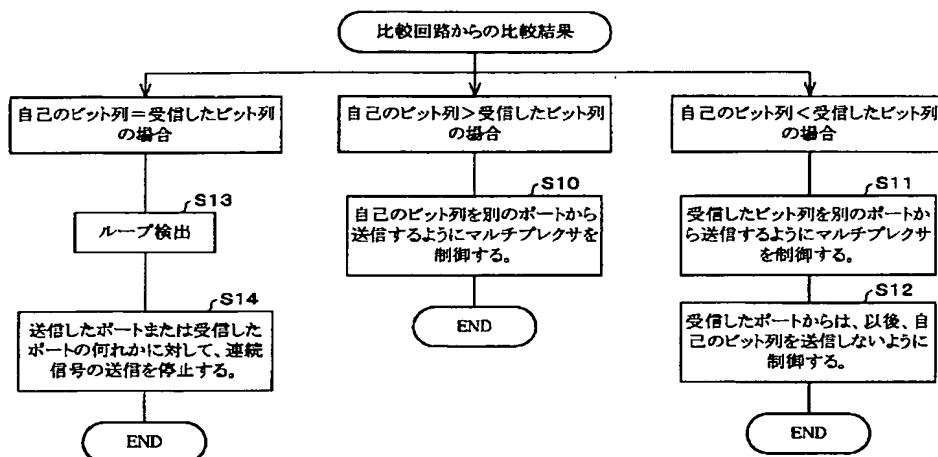 比較回路からの比較結果
自己のビット列＝受信したビット列
の場合
S13
ループ検出
S14
送信したポートまたは受信した
ポートの何れかに対して、連続
信号の送信を停止する。
END
自己のビット列＞受信したビット列
の場合
S10
自己のビット列を別のポートから
送信するようにマルチプレクサを
制御する。
END
自己のビット列＜受信したビット列
の場合
S11
受信したビット列を別のポートか
ら送信するようにマルチプレクサ
を制御する。
S12
受信したポートからは、以後、自
己のビット列を送信しないように
制御する。
END